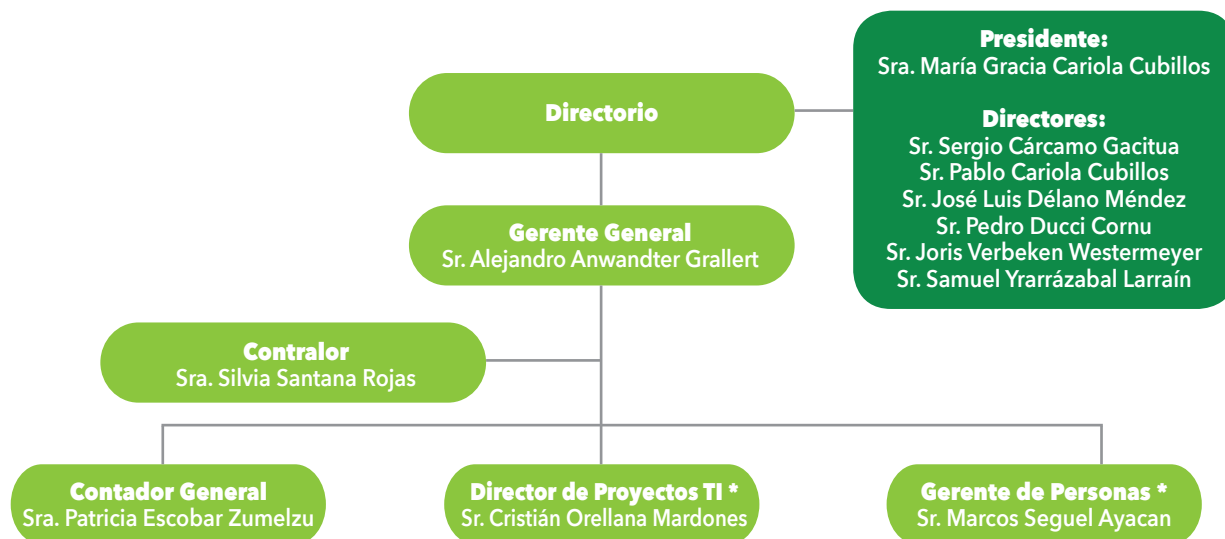 Presidente:
Sra. María Gracia Cariola Cubillos
Directores:
Sr. Sergio Cárcamo Gacitua
Sr. Pablo Cariola Cubillos
Sr. José Luis Délano Méndez
Sr. Pedro Ducci Cornu
Sr. Joris Verbeken Westermeyer
Sr. Samuel Yrarrázabal Larraín
Directorio
Gerente General
Sr. Alejandro Anwandter Grallert
Contralor
Sra. Silvia Santana Rojas
Contador General
Sra. Patricia Escobar Zumelzu
Director de Proyectos TI *
Sr. Cristián Orellana Mardones
Gerente de Personas *
Sr. Marcos Seguel Ayacan